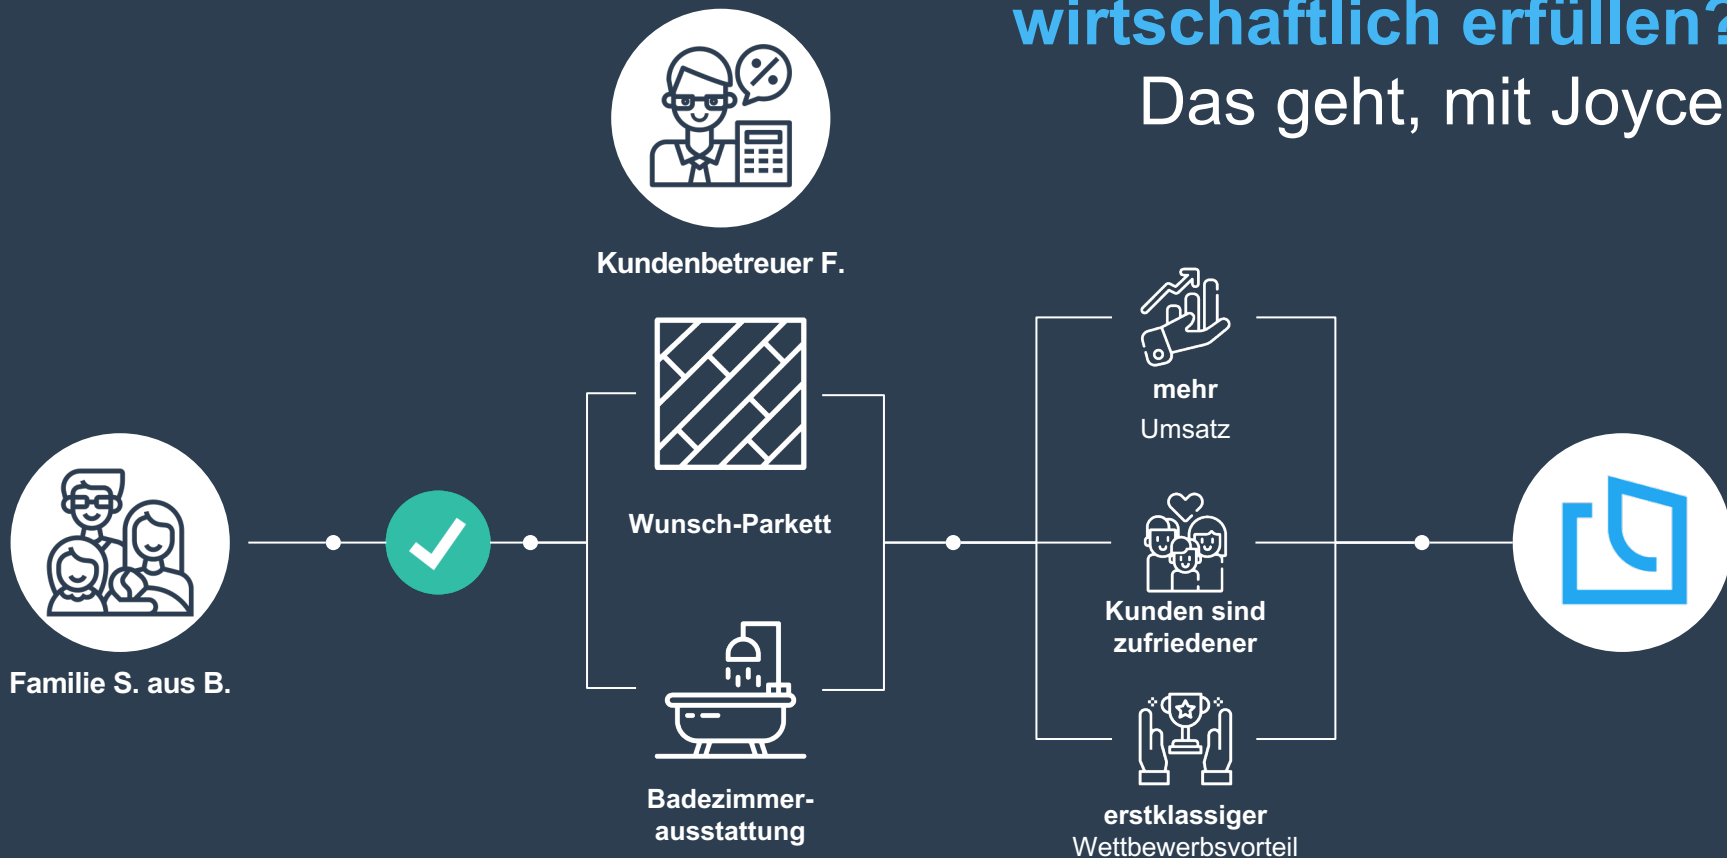 wirtschaftlich erfüllen?
Das geht, mit Joyce
Kundenbetreuer F.
mehr
Umsatz
Wunsch-Parkett
Kunden sind
zufriedener
Familie S. aus B.
Badezimmer-
ausstattung
erstklassiger
Wettbewerbsvorteil